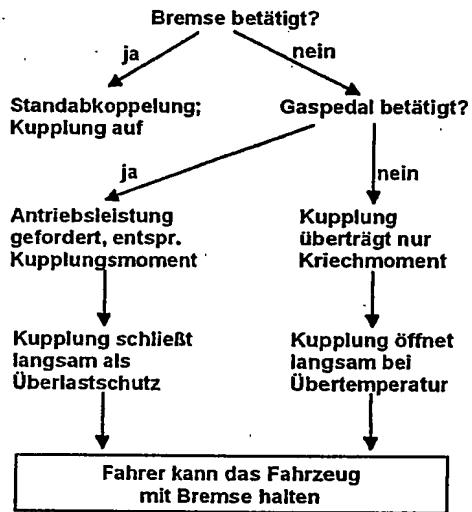 Bremse betätigt?
ja
nein
Standabkoppelung;
Kupplung auf
Gaspedal betätigt?
ja
nein
Antriebsleistung
gefordert, entspr.
Kupplungsmoment
Kupplung
überträgt nur
Kriechmoment
Kupplung schließt
langsam als
Überlastschutz
Kupplung öffnet
langsam bei
Übertemperatur
Fahrer kann das Fahrzeug
mit Bremse halten